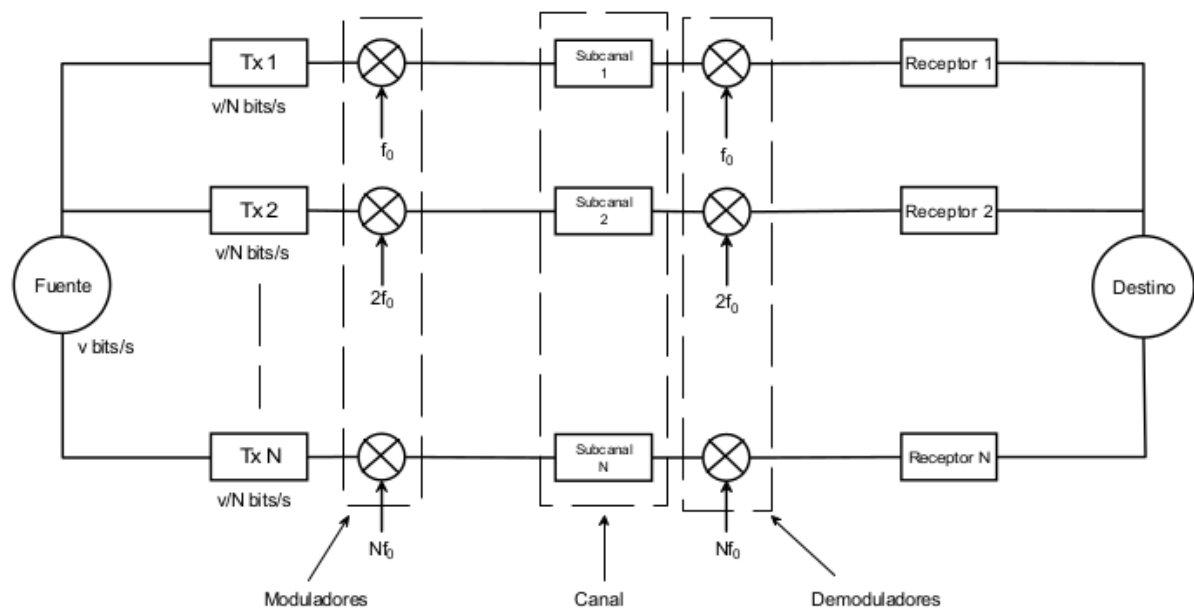 Tx 1
Subcanal
1
Receptor 1
v/N bits/s
f₀
f₀
Tx 2
Subcanal
2
Receptor 2
v/N bits/s
Fuente
2f₀
2f₀
Destino
v bits/s
Tx N
Subcanal
N
Receptor N
v/N bits/s
Nf₀
Nf₀
Moduladores
Canal
Demoduladores